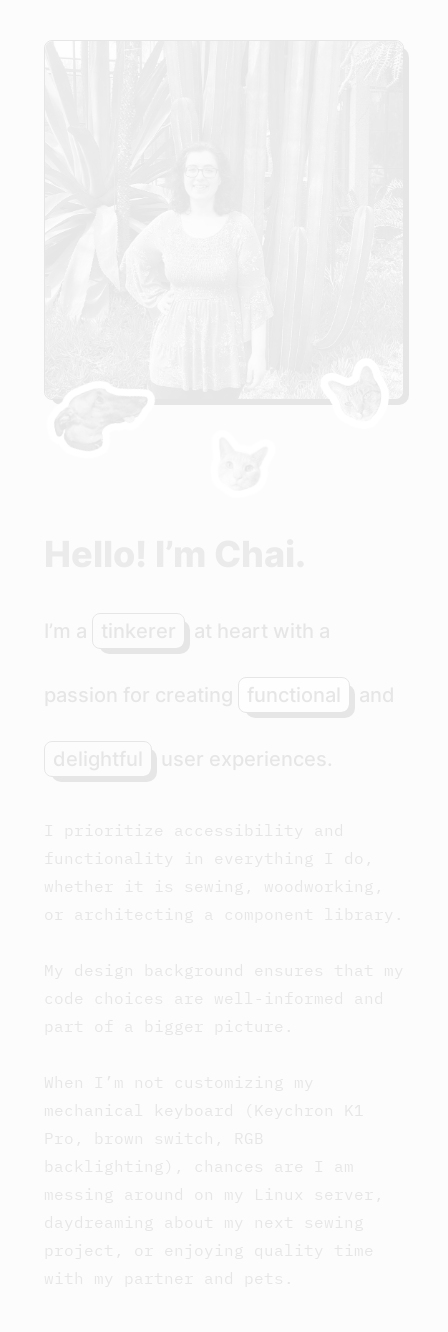 Hello! I’m Chai.
I’m a tinkerer at heart with a
passion for creating functional and
delightful user experiences.
I prioritize accessibility and
functionality in everything I do,
whether it is sewing, woodworking,
or architecting a component library.
My design background ensures that my
code choices are well-informed and
part of a bigger picture.
When I’m not customizing my
mechanical keyboard (Keychron K1
Pro, brown switch, RGB
backlighting), chances are I am
messing around on my Linux server,
daydreaming about my next sewing
project, or enjoying quality time
with my partner and pets.